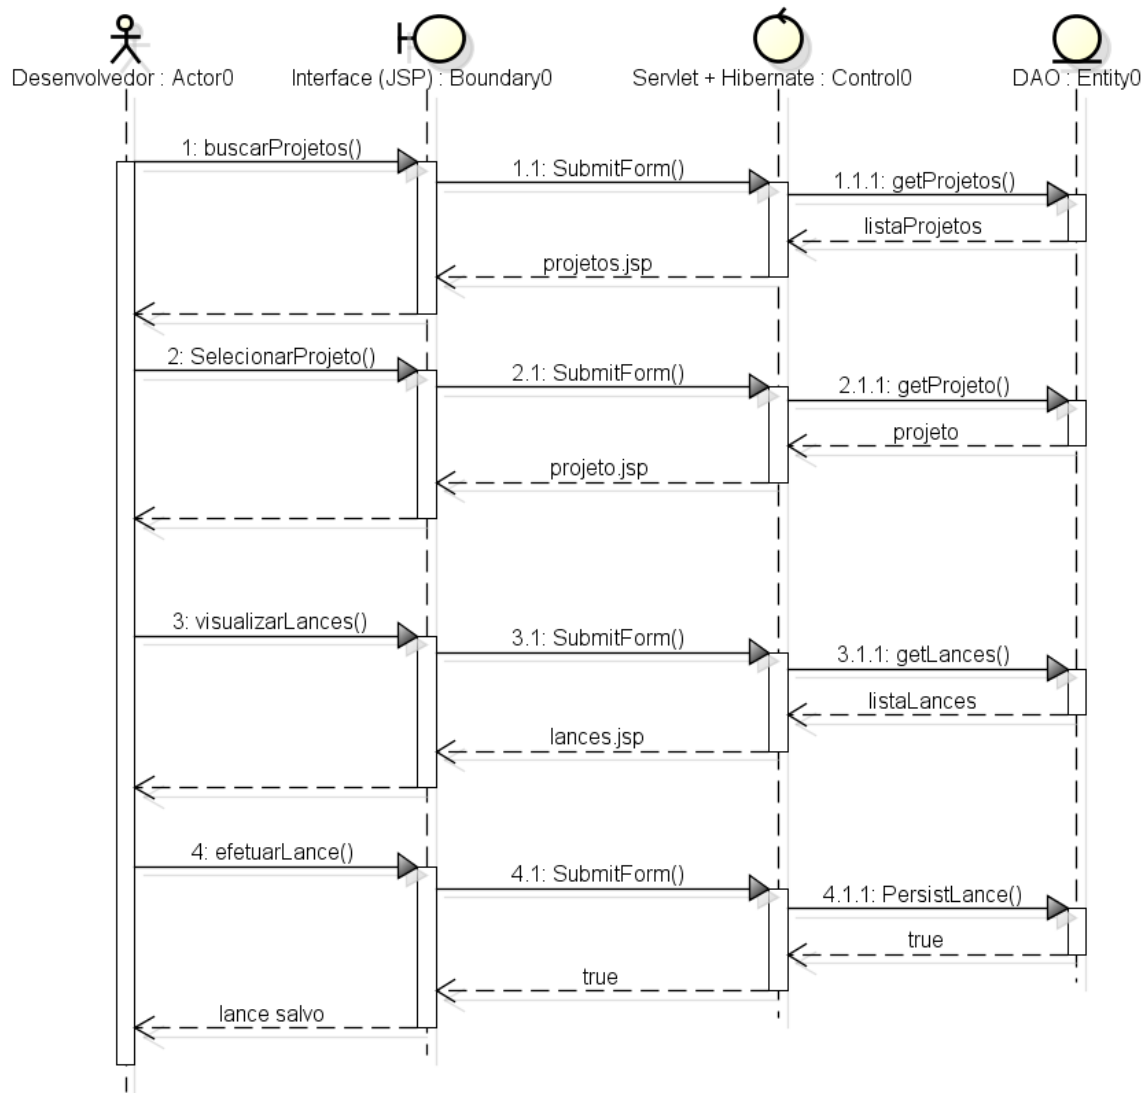 Desenvolvedor : Actor0
Interface (JSP) : Boundary0
Servlet + Hibernate : Control0
DAO : Entity0
1: buscarProjetos()
1.1: SubmitForm()
1.1.1: getProjetos()
listaProjetos
projetos.jsp
2: SelecionarProjeto()
2.1: SubmitForm()
2.1.1: getProjeto()
projeto
projeto.jsp
3: visualizarLances()
3.1: SubmitForm()
3.1.1: getLances()
listaLances
lances.jsp
4: efetuarLance()
4.1: SubmitForm()
4.1.1: PersistLance()
true
true
lance salvo